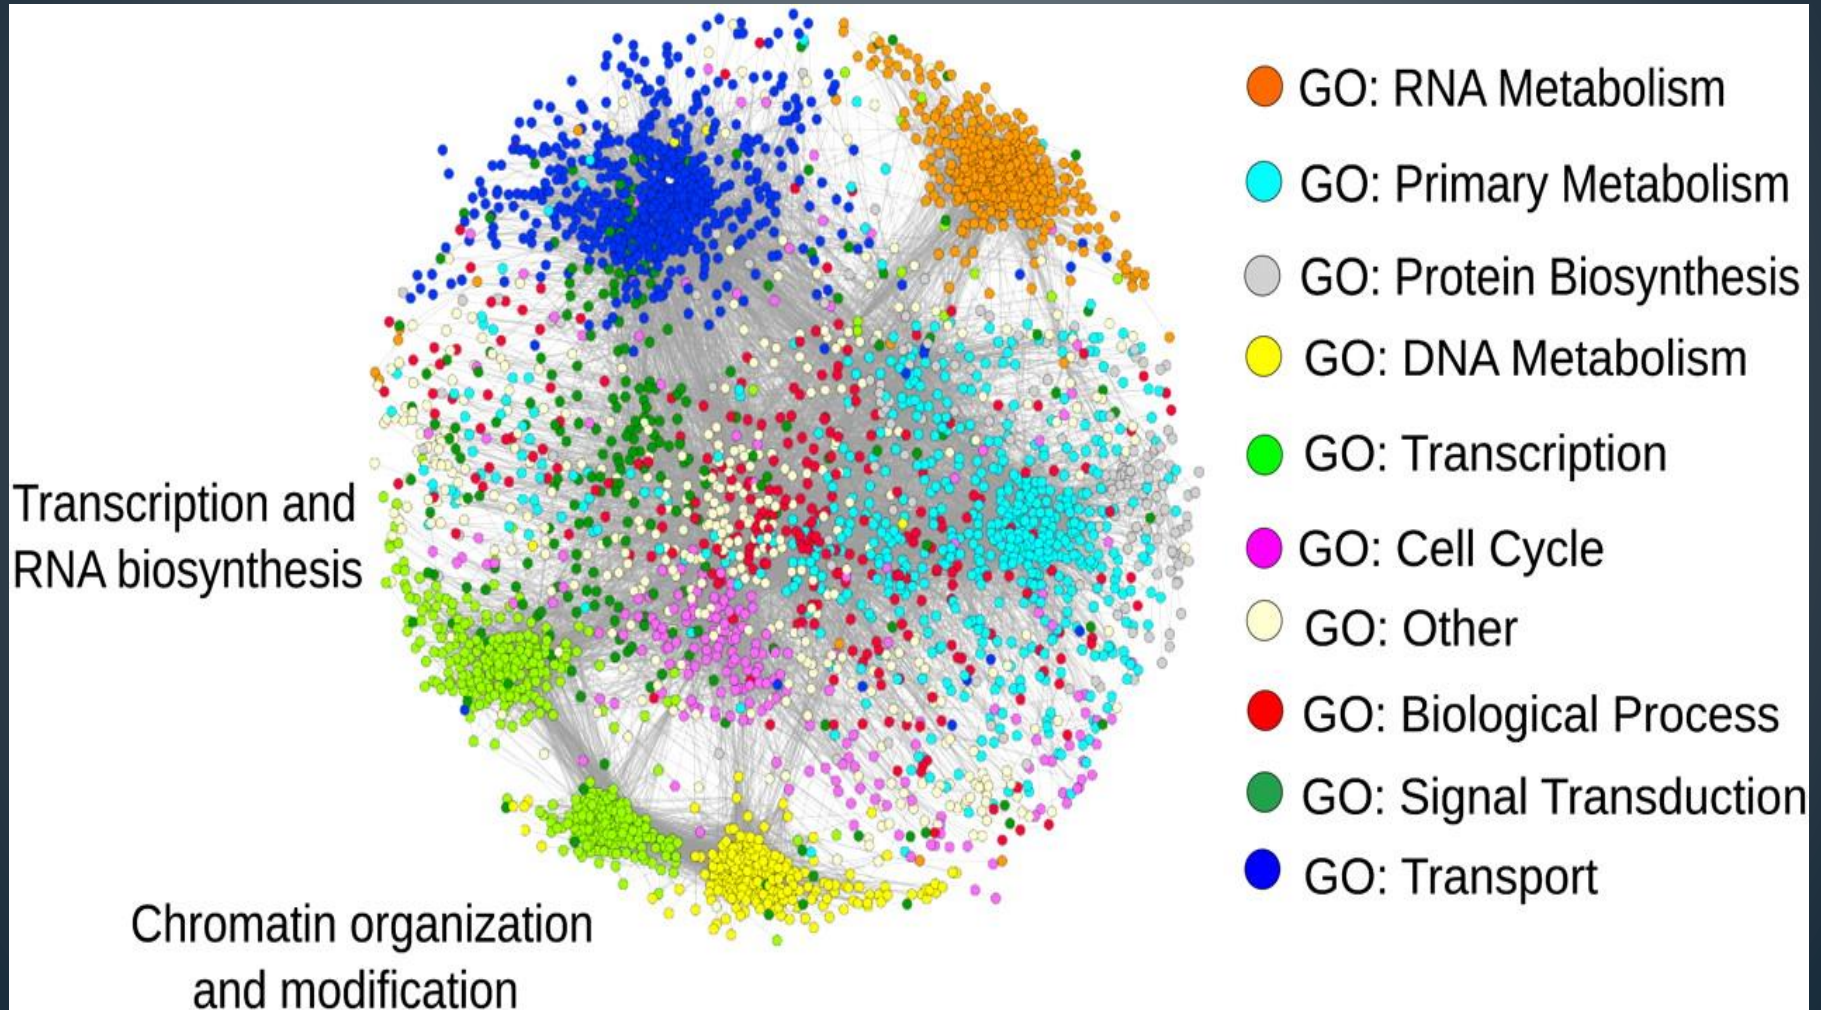 GO: RNA Metabolism
GO: Primary Metabolism
GO: Protein Biosynthesis
GO: DNA Metabolism
GO: Transcription
GO: Cell Cycle
GO: Other
GO: Biological Process
GO: Signal Transduction
GO: Transport
Transcription and
RNA biosynthesis
Chromatin organization
and modification